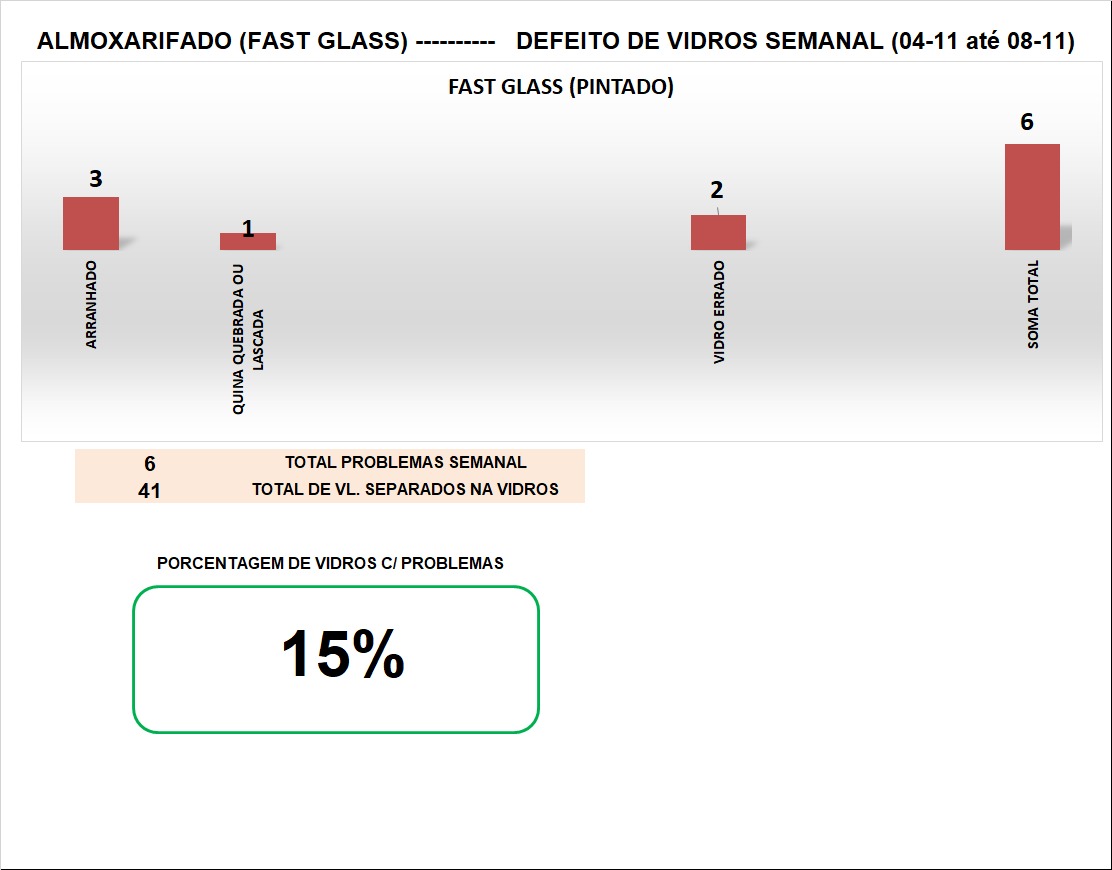 ALMOXARIFADO (FAST GLASS) ---------- DEFEITO DE VIDROS SEMANAL (04-11 até 08-11)
FAST GLASS (PINTADO)
3
1
2
6
ARRANHADO
QUINA QUEBRADA OU
LASCADA
VIDRO ERRADO
SOMA TOTAL
6 TOTAL PROBLEMAS SEMANAL
41 TOTAL DE VL. SEPARADOS NA VIDROS
PORCENTAGEM DE VIDROS C/ PROBLEMAS
15%